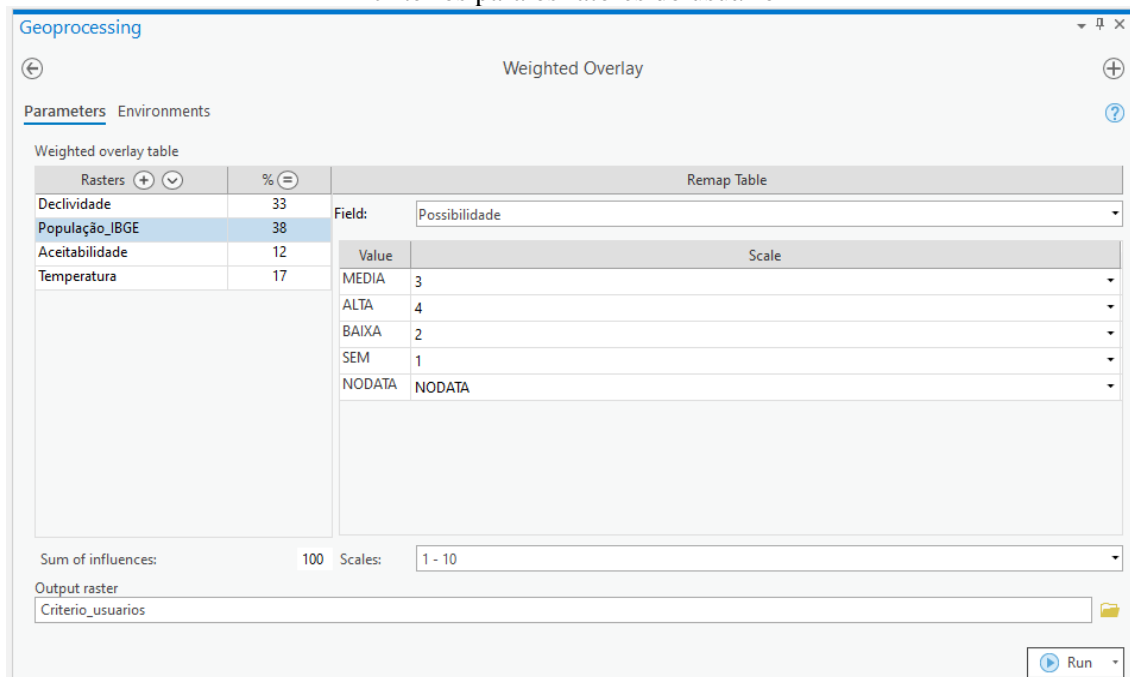 Geoprocessing
Weighted Overlay
Parameters Environments
Weighted overlay table
Rasters % Remap Table
Declividade 33
População_IBGE 38
Aceitabilidade 12
Temperatura 17
Field: Possibilidade
Value Scale
MEDIA 3
ALTA 4
BAIXA 2
SEM 1
NODATA NODATA
Sum of influences: 100 Scales: 1 - 10
Output raster
Criterio_usuarios
Run